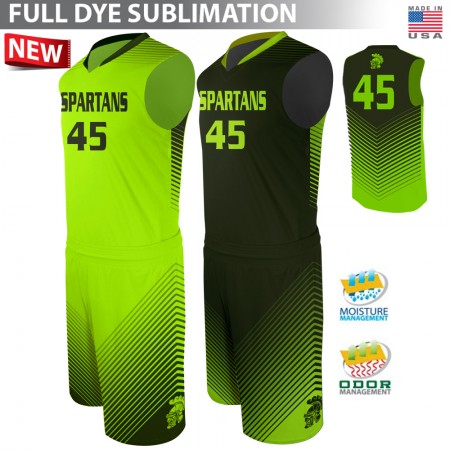 FULL DYE SUBLIMATION
MADE IN
USA
NEW
SPARTANS
45
SPARTANS
45
45
MOISTURE
MANAGEMENT
ODOR
MANAGEMENT